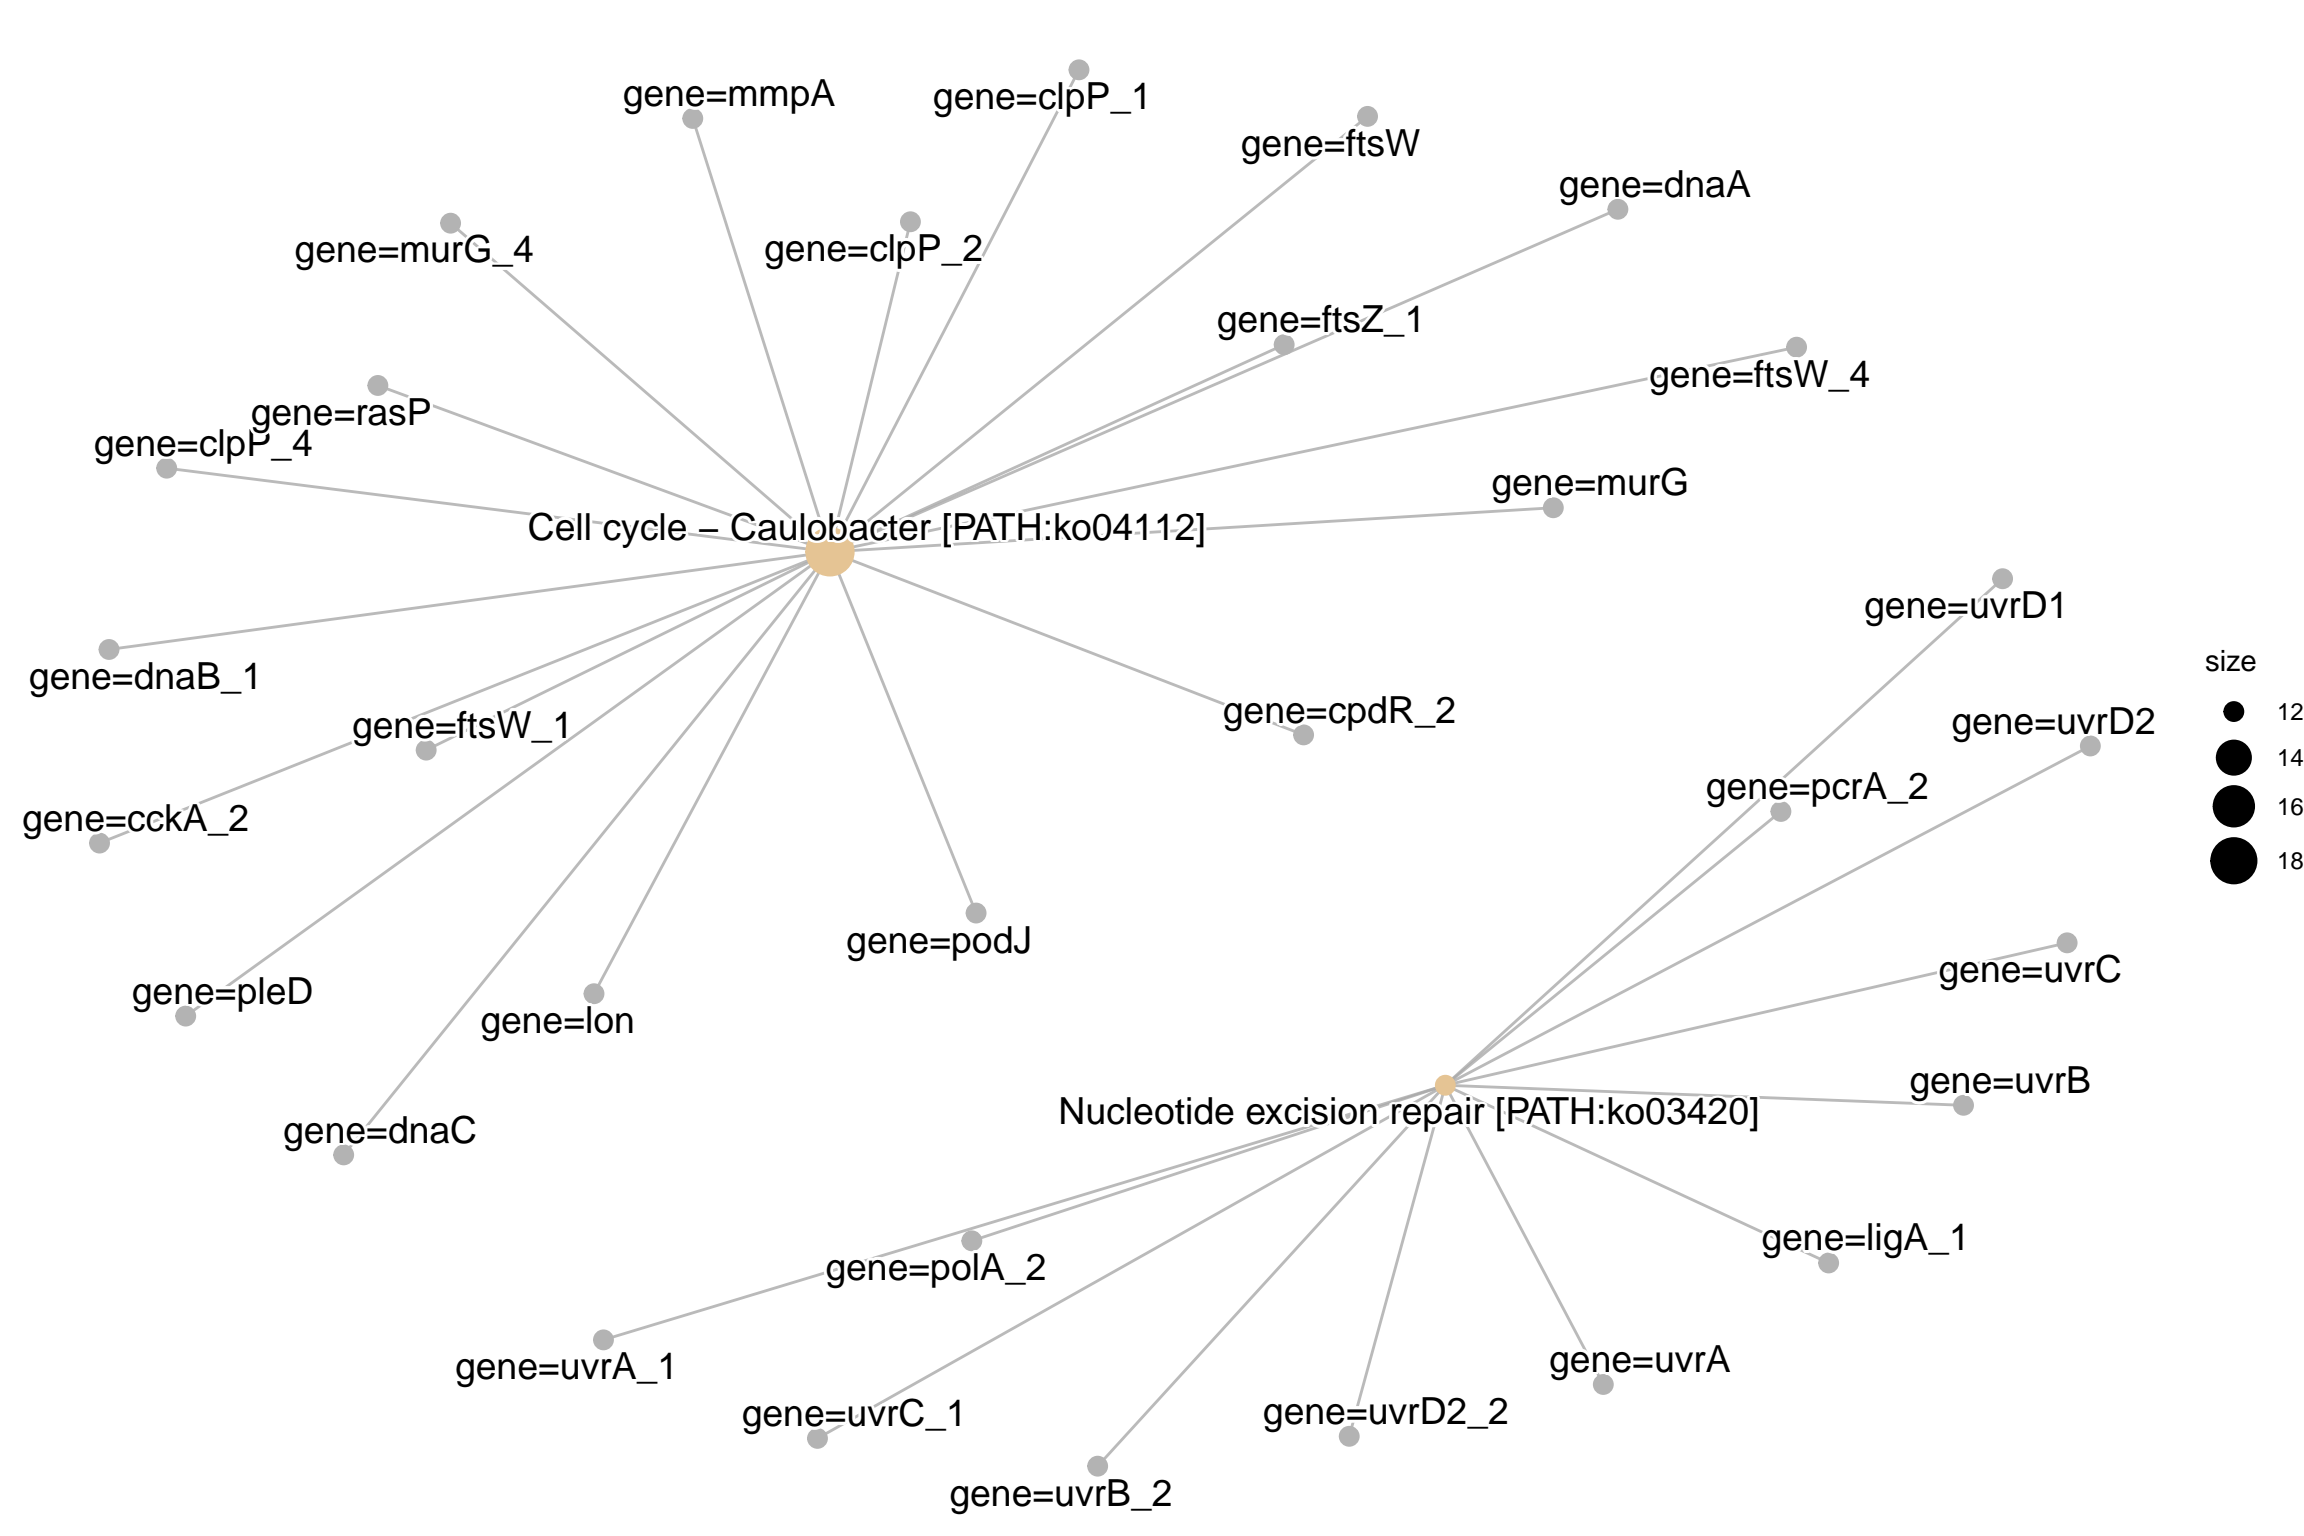 gene=mmpA
gene=clpP_1
gene=ftsW
gene=dnaA
gene=murG_4
gene=clpP_2
gene=ftsZ_1
gene=ftsW_4
gene=rasP
gene=clpP_4
gene=murG
Cell cycle – Caulobacter [PATH:ko04112]
gene=uvrD1
gene=dnaB_1
size
12
14
16
18
gene=cpdR_2
gene=uvrD2
gene=ftsW_1
gene=pcrA_2
gene=cckA_2
gene=podJ
gene=uvrC
gene=pleD
gene=lon
gene=uvrB
Nucleotide excision repair [PATH:ko03420]
gene=dnaC
gene=ligA_1
gene=polA_2
gene=uvrA_1
gene=uvrA
gene=uvrC_1
gene=uvrD2_2
gene=uvrB_2